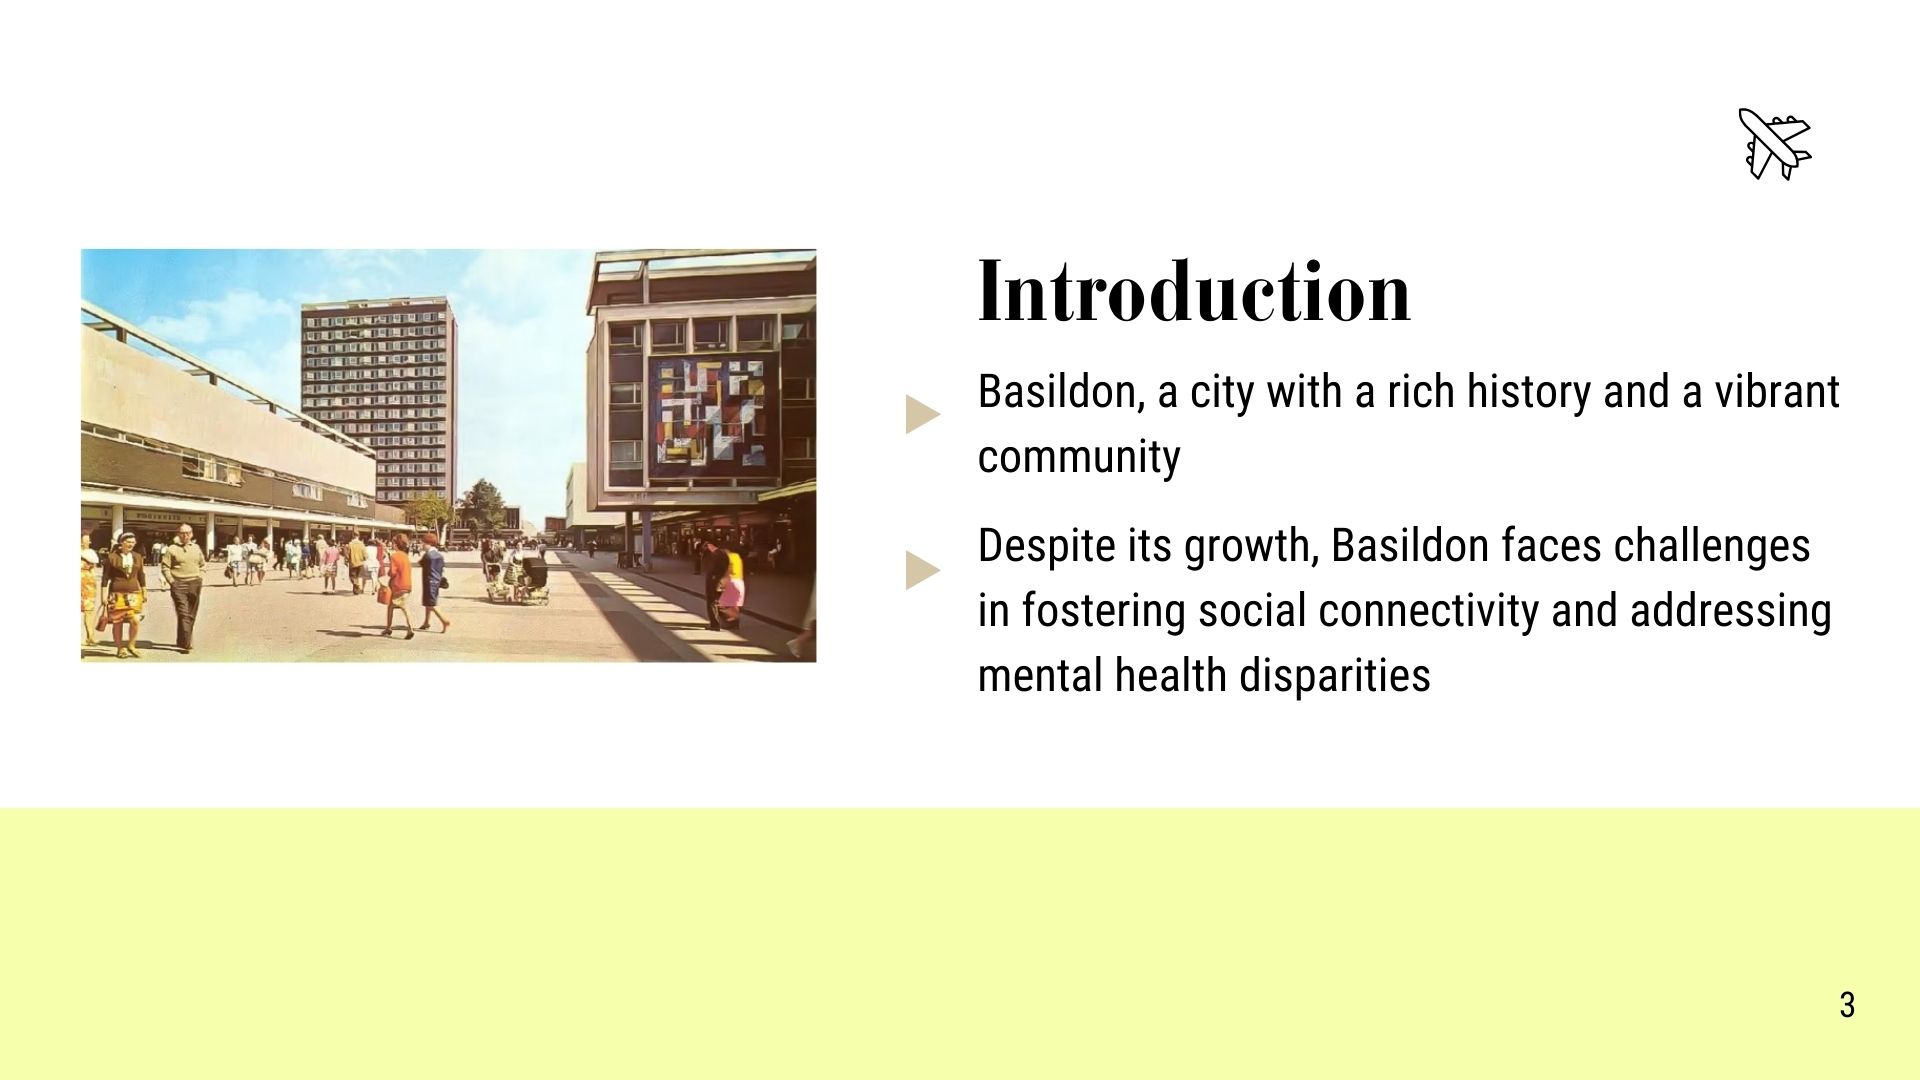 Introduction
Basildon, a city with a rich history and a vibrant
community
Despite its growth, Basildon faces challenges
in fostering social connectivity and addressing
mental health disparities
3